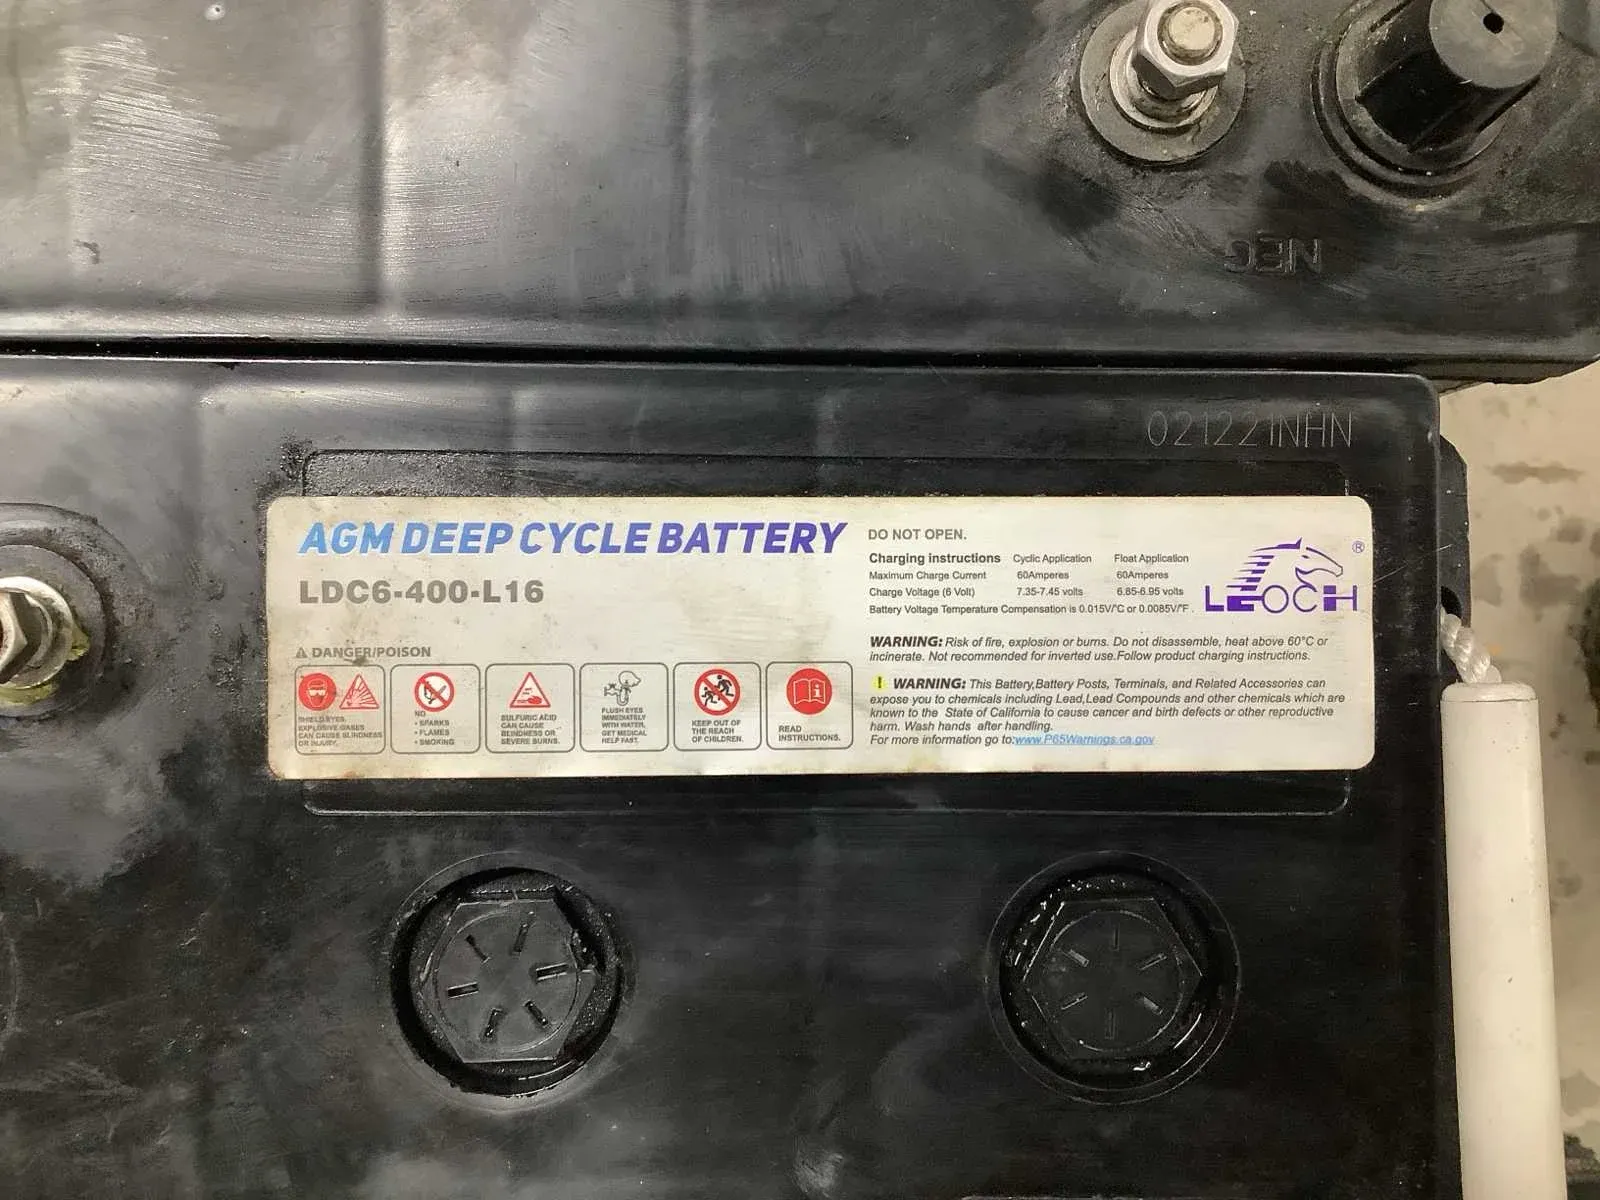 NEG
021221NHN
AGM DEEP CYCLE BATTERY
LDC6-400-L16
⚠ DANGER/POISON
SHIELD EYES.
EXPLOSIVE GASES
CAN CAUSE BLINDNESS
OR INJURY.
NO
• SPARKS
• FLAMES
• SMOKING
SULFURIC ACID
CAN CAUSE
BLINDNESS OR
SEVERE BURNS.
FLUSH EYES
IMMEDIATELY
WITH WATER,
GET MEDICAL
HELP FAST.
KEEP OUT OF
THE REACH
OF CHILDREN.
READ
INSTRUCTIONS.
DO NOT OPEN.
Charging instructions Cyclic Application Float Application
Maximum Charge Current 60Amperes 60Amperes
Charge Voltage (6 Volt) 7.35-7.45 volts 6.85-6.95 volts
Battery Voltage Temperature Compensation is 0.015V/°C or 0.0085V/°F .
LEOCH®
WARNING: Risk of fire, explosion or burns. Do not disassemble, heat above 60°C or
incinerate. Not recommended for inverted use.Follow product charging instructions.
! WARNING: This Battery,Battery Posts, Terminals, and Related Accessories can
expose you to chemicals including Lead,Lead Compounds and other chemicals which are
known to the State of California to cause cancer and birth defects or other reproductive
harm. Wash hands after handling.
For more information go to:www.P65Warnings.ca.gov